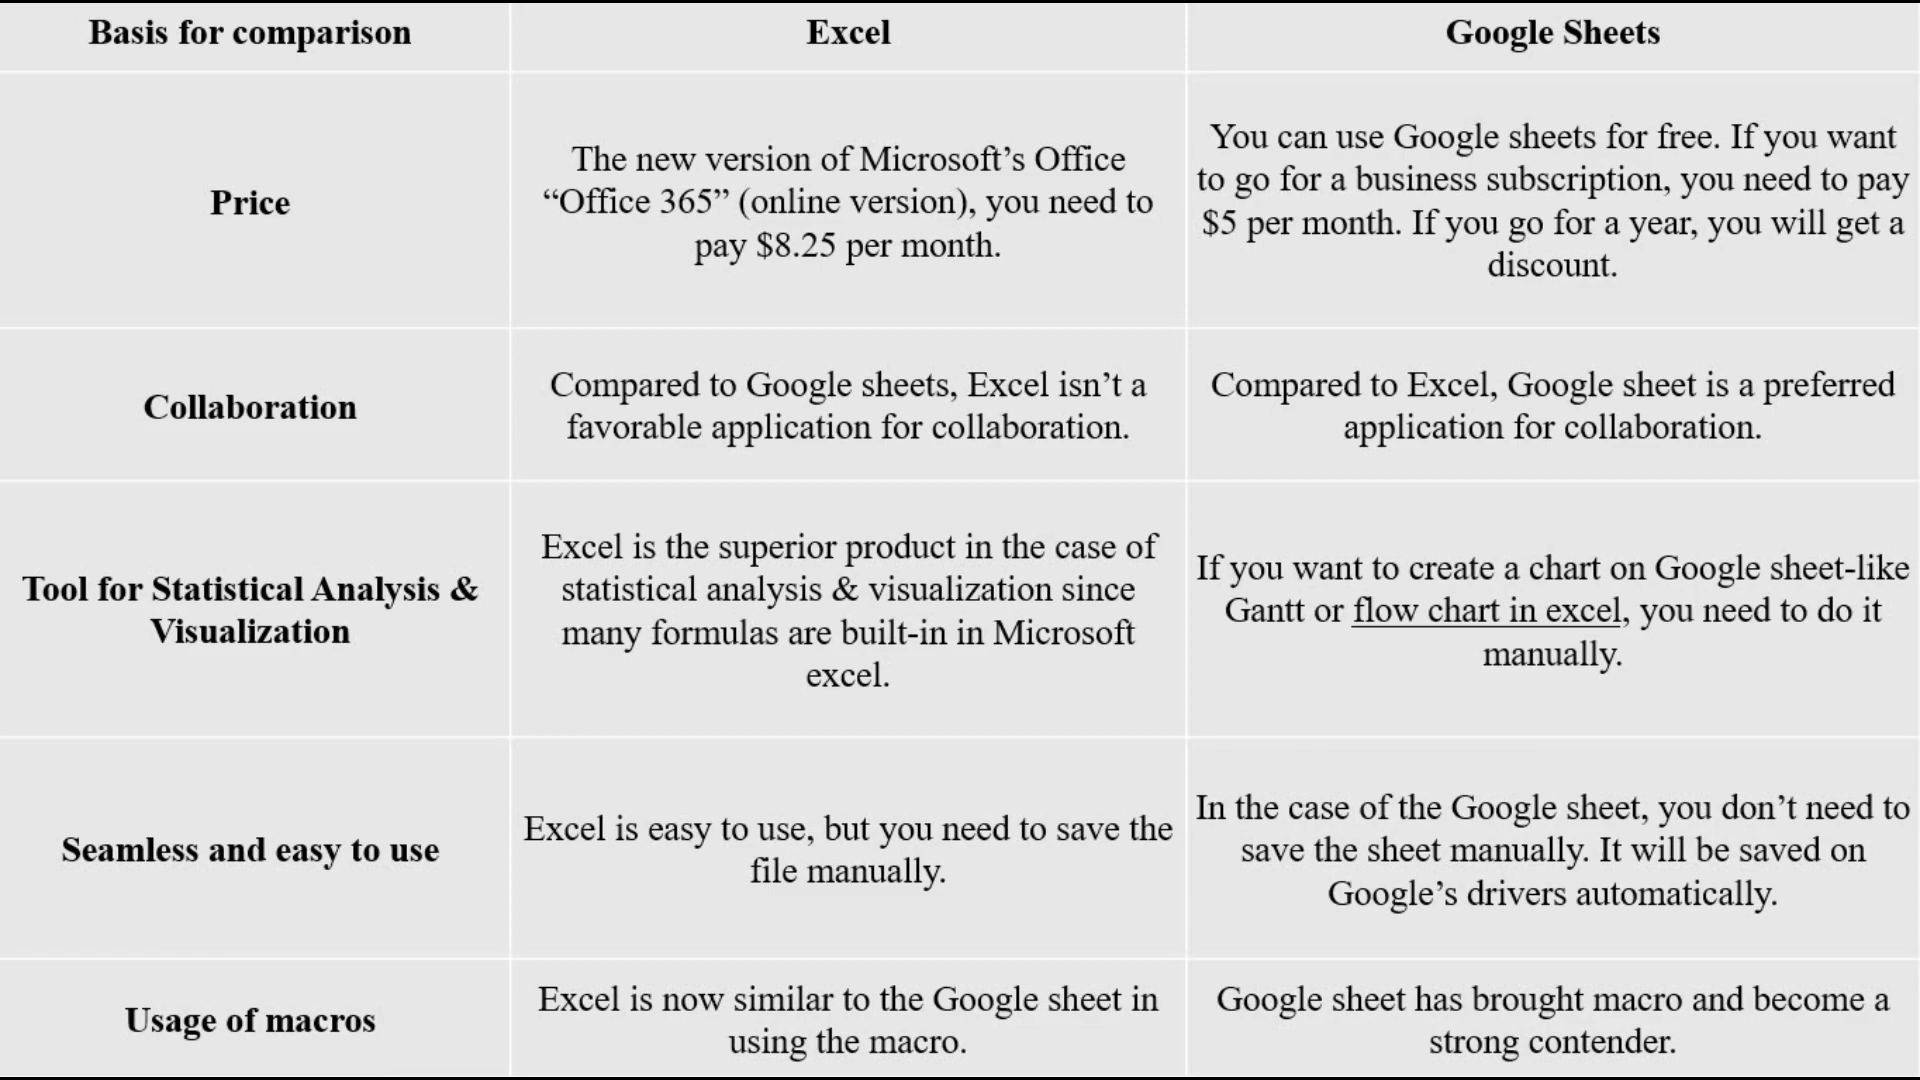 Basis for comparison
Excel
Google Sheets
Price
The new version of Microsoft’s Office
“Office 365” (online version), you need to
pay $8.25 per month.
You can use Google sheets for free. If you want
to go for a business subscription, you need to pay
$5 per month. If you go for a year, you will get a
discount.
Collaboration
Compared to Google sheets, Excel isn’t a
favorable application for collaboration.
Compared to Excel, Google sheet is a preferred
application for collaboration.
Tool for Statistical Analysis &
Visualization
Excel is the superior product in the case of
statistical analysis & visualization since
many formulas are built-in in Microsoft
excel.
If you want to create a chart on Google sheet-like
Gantt or flow chart in excel, you need to do it
manually.
Seamless and easy to use
Excel is easy to use, but you need to save the
file manually.
In the case of the Google sheet, you don’t need to
save the sheet manually. It will be saved on
Google’s drivers automatically.
Usage of macros
Excel is now similar to the Google sheet in
using the macro.
Google sheet has brought macro and become a
strong contender.